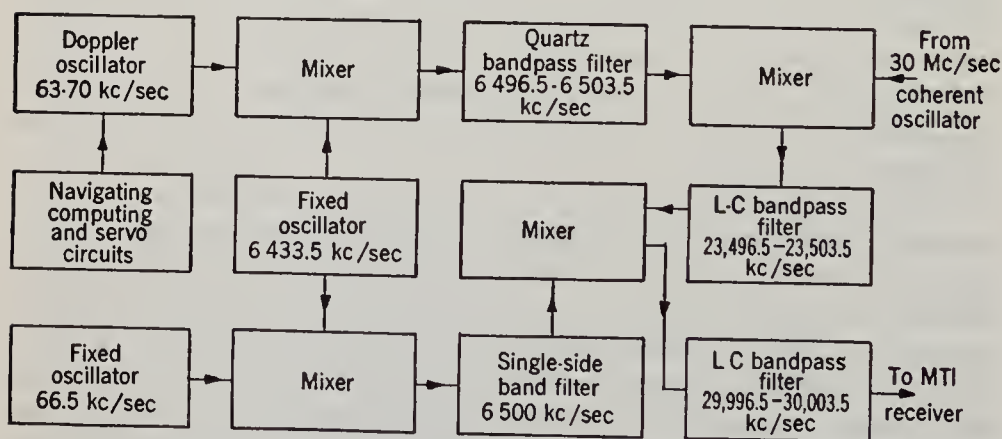 Doppler
oscillator
63·70 kc/sec
Mixer
Quartz
bandpass filter
6 496.5-6 503.5
kc/sec
Mixer
From
30 Mc/sec
coherent
oscillator
Navigating
computing
and servo
circuits
Fixed
oscillator
6 433.5 kc/sec
Mixer
L-C bandpass
filter
23,496.5–23,503.5
kc/sec
Fixed
oscillator
66.5 kc/sec
Mixer
Single-side
band filter
6 500 kc/sec
L C bandpass
filter
29,996.5–30,003.5
kc/sec
To MTI
receiver